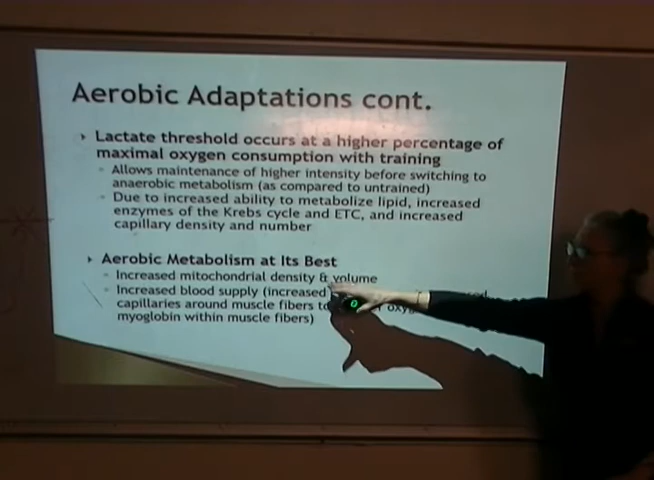 Aerobic Adaptations cont.
Lactate threshold occurs at a higher percentage of
maximal oxygen consumption with training
Allows maintenance of higher intensity before switching to
anaerobic metabolism (as compared to untrained)
Due to increased ability to metabolize lipid, increased
enzymes of the Krebs cycle and ETC, and increased
capillary density and number
Aerobic Metabolism at Its Best
Increased mitochondrial density & volume
Increased blood supply (increased
capillaries around muscle fibers
myoglobin within muscle fibers)